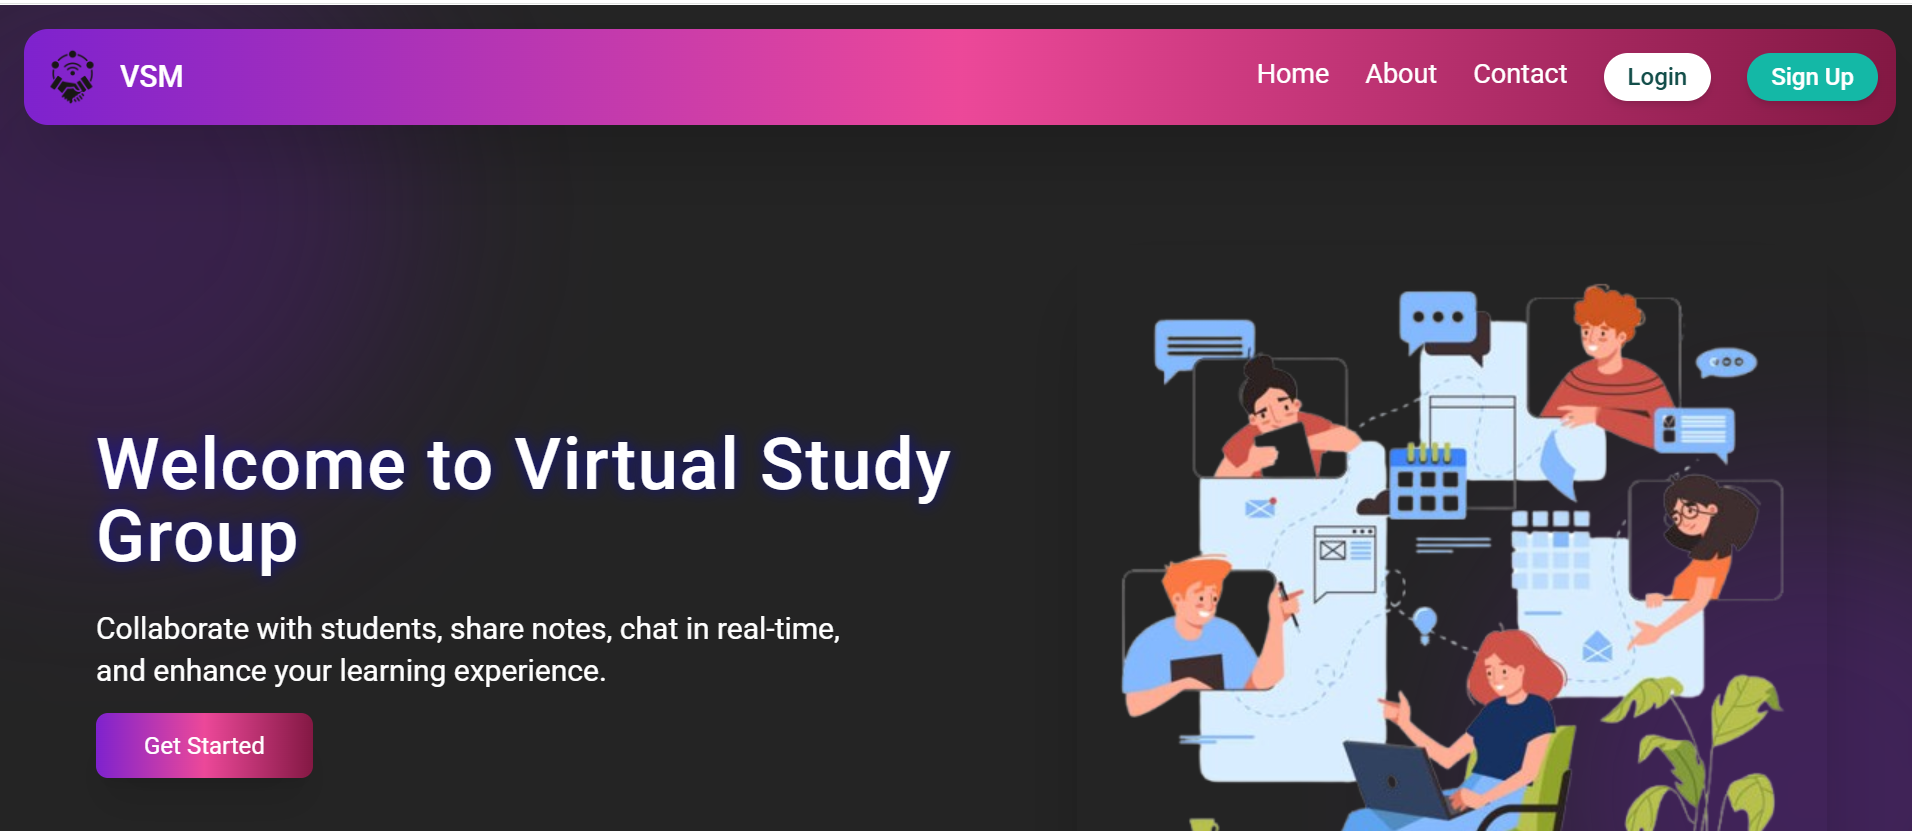 VSM
Home
About
Contact
Login
Sign Up
Welcome to Virtual Study
Group
Collaborate with students, share notes, chat in real-time,
and enhance your learning experience.
Get Started